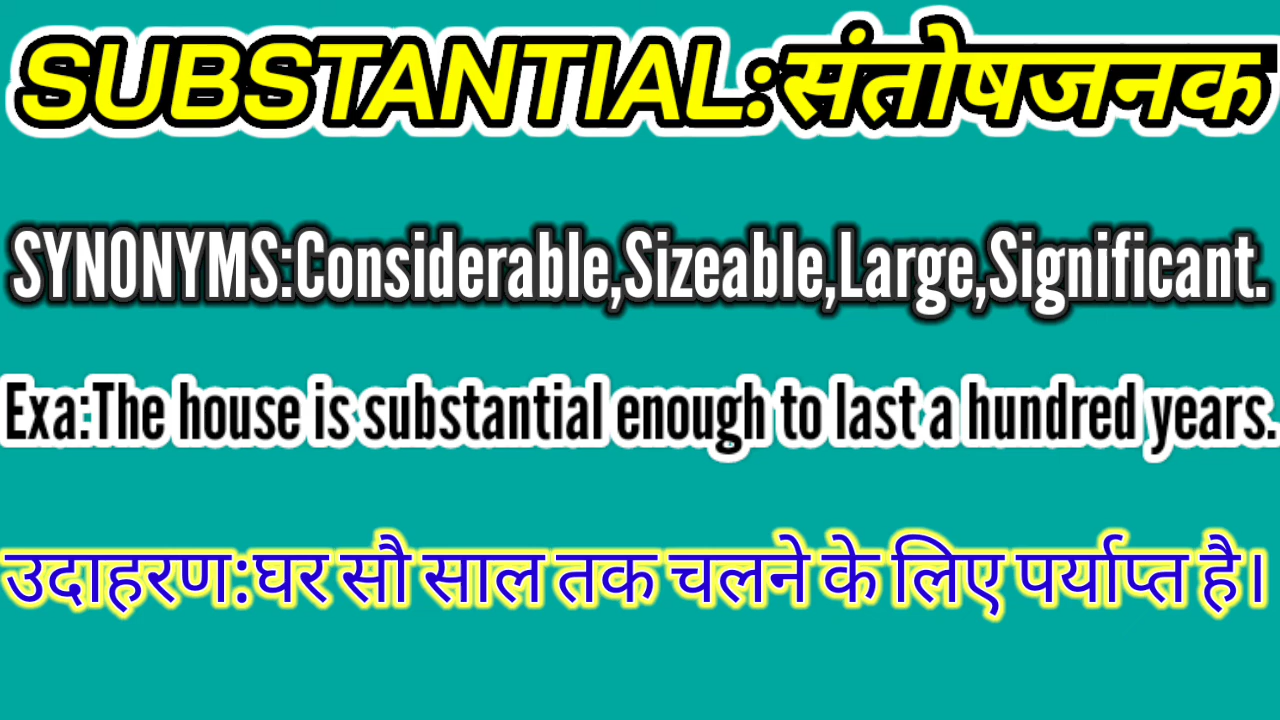 SUBSTANTIAL:संतोषजनक
SYNONYMS:Considerable,Sizeable,Large,Significant.
Exa:The house is substantial enough to last a hundred years.
उदाहरण:घर सौ साल तक चलने के लिए पर्याप्त है।